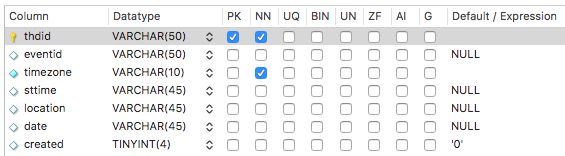 Column Datatype PK NN UQ BIN UN ZF AI G Default / Expression
thdid VARCHAR(50)
eventid VARCHAR(50) NULL
timezone VARCHAR(10)
sttime VARCHAR(45) NULL
location VARCHAR(45) NULL
date VARCHAR(45) NULL
created TINYINT(4) '0'